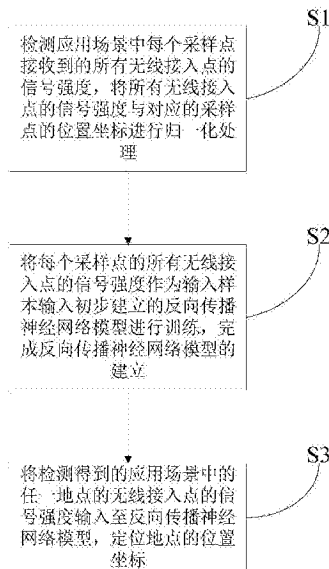 S1
检测应用场景中每个采样点
接收到的所有无线接入点的
信号强度，将所有无线接入
点的信号强度与对应的采样
点的位置坐标进行归一化处
理
S2
将每个采样点的所有无线接
入点的信号强度作为输入样
本输入初步建立的反向传播
神经网络模型进行训练，完
成反向传播神经网络模型的
建立
S3
将检测得到的应用场景中的
任一地点的无线接入点的信
号强度输入至反向传播神经
网络模型，定位地点的位置
坐标